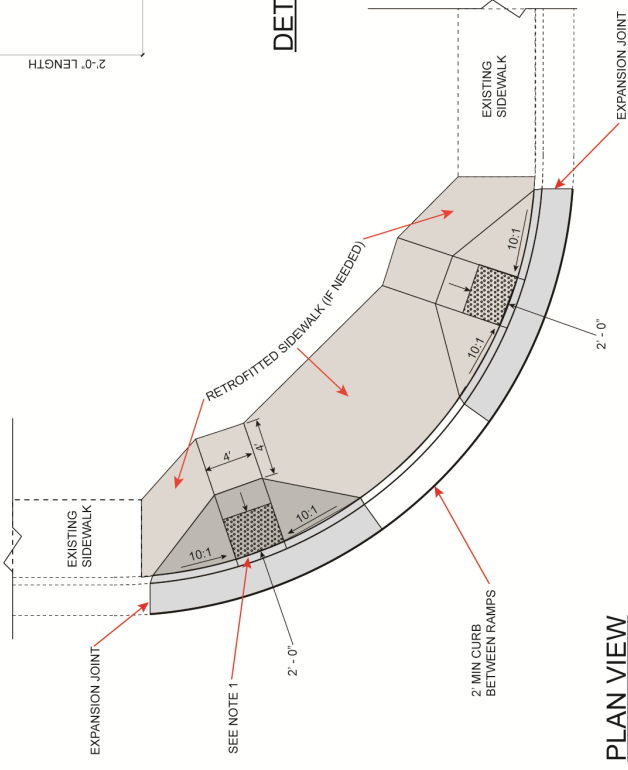 2'-0" LENGTH
DET
EXISTING
SIDEWALK
EXPANSION JOINT
RETROFITTED SIDEWALK (IF NEEDED)
10:1
10:1
2' - 0"
4'
4'
EXISTING
SIDEWALK
10:1
10:1
EXPANSION JOINT
SEE NOTE 1
2' - 0"
2' MIN CURB
BETWEEN RAMPS
PLAN VIEW